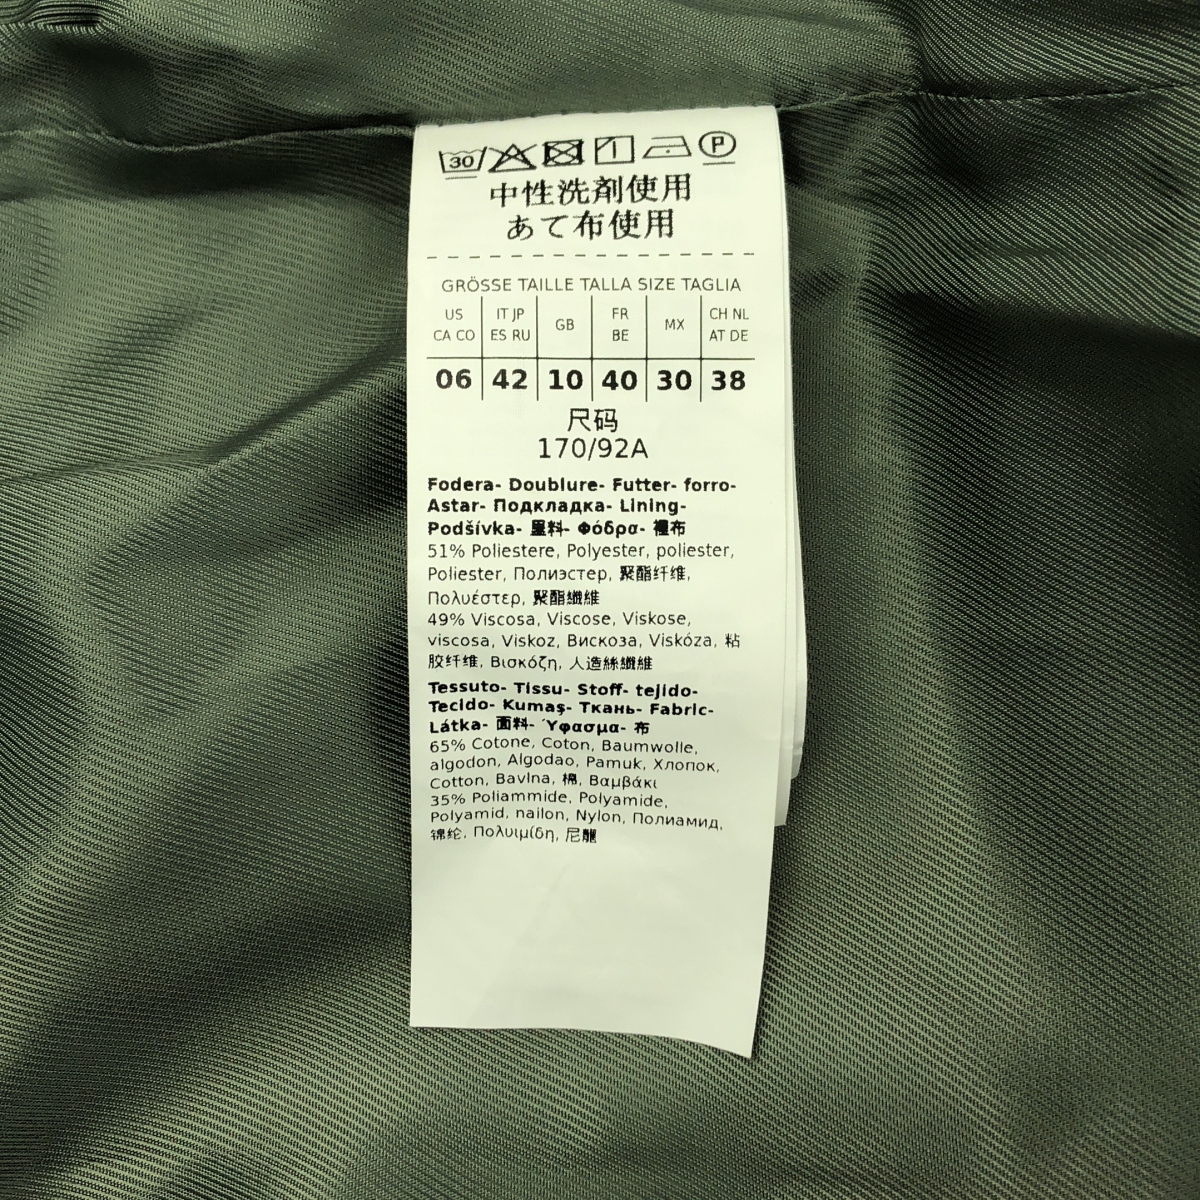 30 P
中性洗剤使用
あて布使用
GRÖSSE TAILLE TALLA SIZE TAGLIA
US IT JP GB FR MX CH NL
CA CO ES RU BE AT DE
06 42 10 40 30 38
尺码
170/92A
Fodera- Doublure- Futter- forro-
Astar- Подкладка- Lining-
Podšívka- 墨料- Φόδρα- 裡布
51% Poliestere, Polyester, poliester,
Poliester, Полиэстер, 聚酯纤维,
Πολυέστερ, 聚酯纖維
49% Viscosa, Viscose, Viskose,
viscosa, Viskoz, Вискоза, Viskóza, 粘
胶纤维, Βισκόζη, 人造絲纖維
Tessuto- Tissu- Stoff- tejido-
Tecido- Kumaş- Ткань- Fabric-
Látka- 面料- Ύφασμα- 布
65% Cotone, Coton, Baumwolle,
algodon, Algodao, Pamuk, Хлопок,
Cotton, Bavlna, 棉, Βαμβάκι
35% Poliammide, Polyamide,
Polyamid, nailon, Nylon, Полиамид,
锦纶, Πολυιμίδη, 尼龍